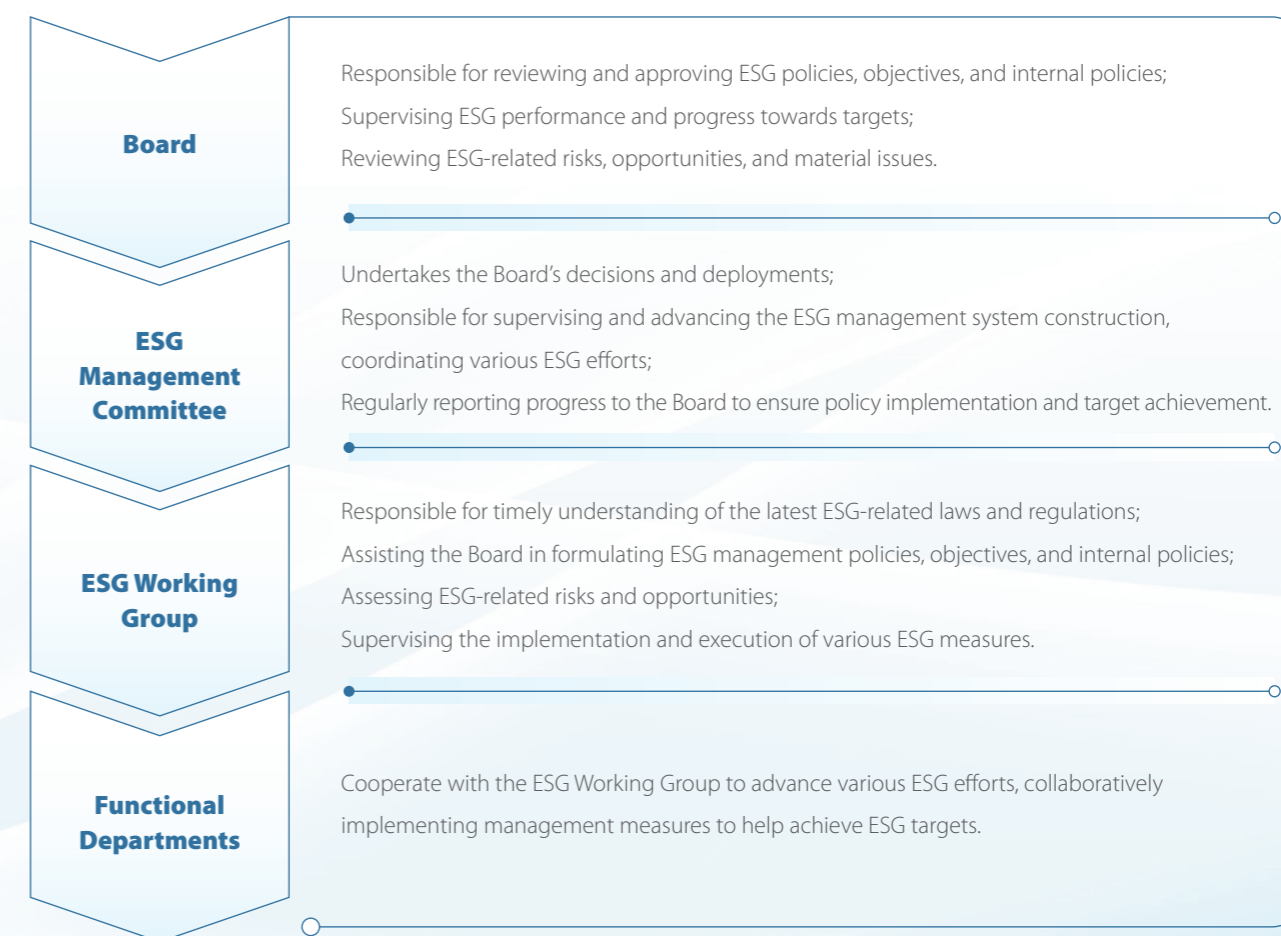 Board
Responsible for reviewing and approving ESG policies, objectives, and internal policies;
Supervising ESG performance and progress towards targets;
Reviewing ESG-related risks, opportunities, and material issues.
ESG
Management
Committee
Undertakes the Board’s decisions and deployments;
Responsible for supervising and advancing the ESG management system construction,
coordinating various ESG efforts;
Regularly reporting progress to the Board to ensure policy implementation and target achievement.
ESG Working
Group
Responsible for timely understanding of the latest ESG-related laws and regulations;
Assisting the Board in formulating ESG management policies, objectives, and internal policies;
Assessing ESG-related risks and opportunities;
Supervising the implementation and execution of various ESG measures.
Functional
Departments
Cooperate with the ESG Working Group to advance various ESG efforts, collaboratively
implementing management measures to help achieve ESG targets.